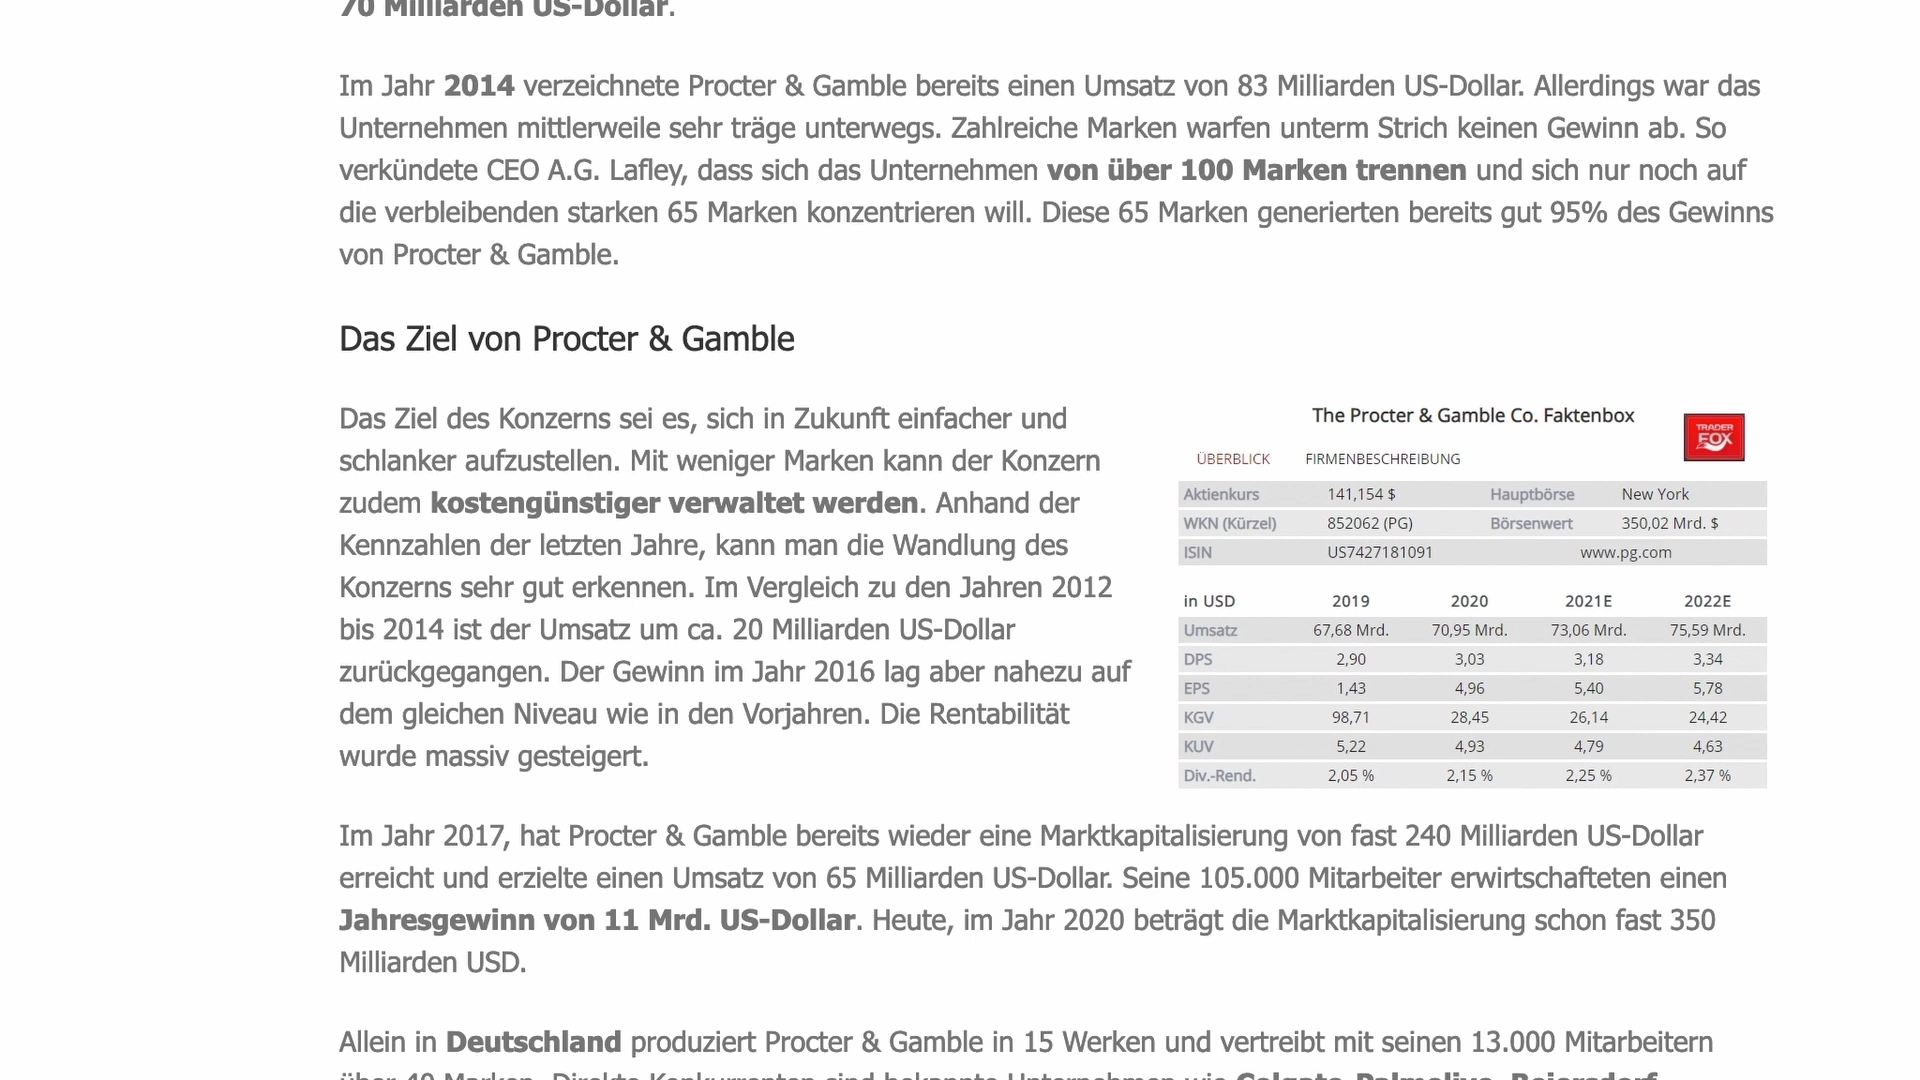 70 Milliarden US-Dollar.
Im Jahr 2014 verzeichnete Procter & Gamble bereits einen Umsatz von 83 Milliarden US-Dollar. Allerdings war das
Unternehmen mittlerweile sehr träge unterwegs. Zahlreiche Marken warfen unterm Strich keinen Gewinn ab. So
verkündete CEO A.G. Lafley, dass sich das Unternehmen von über 100 Marken trennen und sich nur noch auf
die verbleibenden starken 65 Marken konzentrieren will. Diese 65 Marken generierten bereits gut 95% des Gewinns
von Procter & Gamble.
Das Ziel von Procter & Gamble
Das Ziel des Konzerns sei es, sich in Zukunft einfacher und
schlanker aufzustellen. Mit weniger Marken kann der Konzern
zudem kostengünstiger verwaltet werden. Anhand der
Kennzahlen der letzten Jahre, kann man die Wandlung des
Konzerns sehr gut erkennen. Im Vergleich zu den Jahren 2012
bis 2014 ist der Umsatz um ca. 20 Milliarden US-Dollar
zurückgegangen. Der Gewinn im Jahr 2016 lag aber nahezu auf
dem gleichen Niveau wie in den Vorjahren. Die Rentabilität
wurde massiv gesteigert.
The Procter & Gamble Co. Faktenbox
TRADER
FOX
ÜBERBLICK FIRMENBESCHREIBUNG
Aktienkurs 141,154 $ Hauptbörse New York
WKN (Kürzel) 852062 (PG) Börsenwert 350,02 Mrd. $
ISIN US7427181091 www.pg.com
in USD 2019 2020 2021E 2022E
Umsatz 67,68 Mrd. 70,95 Mrd. 73,06 Mrd. 75,59 Mrd.
DPS 2,90 3,03 3,18 3,34
EPS 1,43 4,96 5,40 5,78
KGV 98,71 28,45 26,14 24,42
KUV 5,22 4,93 4,79 4,63
Div.-Rend. 2,05 % 2,15 % 2,25 % 2,37 %
Im Jahr 2017, hat Procter & Gamble bereits wieder eine Marktkapitalisierung von fast 240 Milliarden US-Dollar
erreicht und erzielte einen Umsatz von 65 Milliarden US-Dollar. Seine 105.000 Mitarbeiter erwirtschafteten einen
Jahresgewinn von 11 Mrd. US-Dollar. Heute, im Jahr 2020 beträgt die Marktkapitalisierung schon fast 350
Milliarden USD.
Allein in Deutschland produziert Procter & Gamble in 15 Werken und vertreibt mit seinen 13.000 Mitarbeitern
über 40 Marken. Direkte Konkurrenten sind bekannte Unternehmen wie Colgate-Palmolive, Beiersdorf,